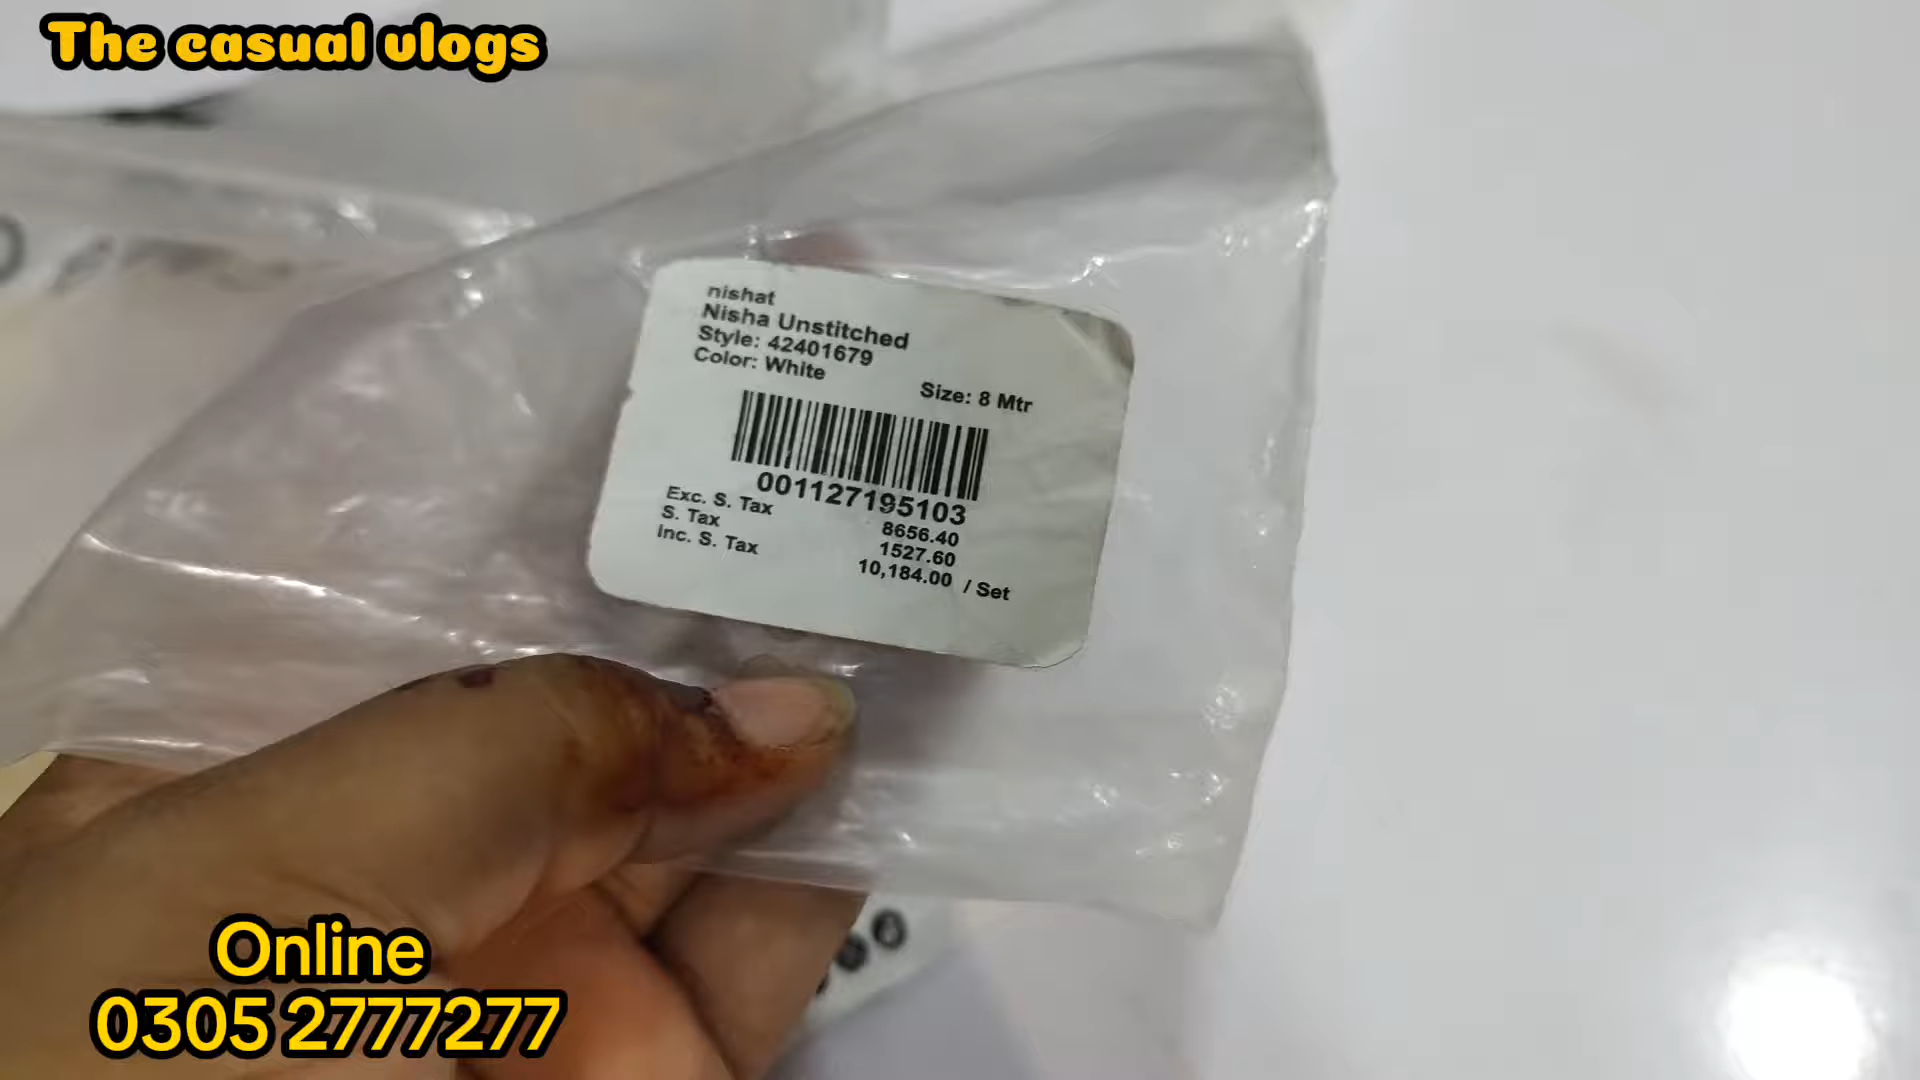 The casual vlogs
nishat
Nisha Unstitched
Style: 42401679
Color: White
Size: 8 Mtr
001127195103
Exc. S. Tax 8656.40
S. Tax 1527.60
Inc. S. Tax 10,184.00 / Set
Online
0305 2777277